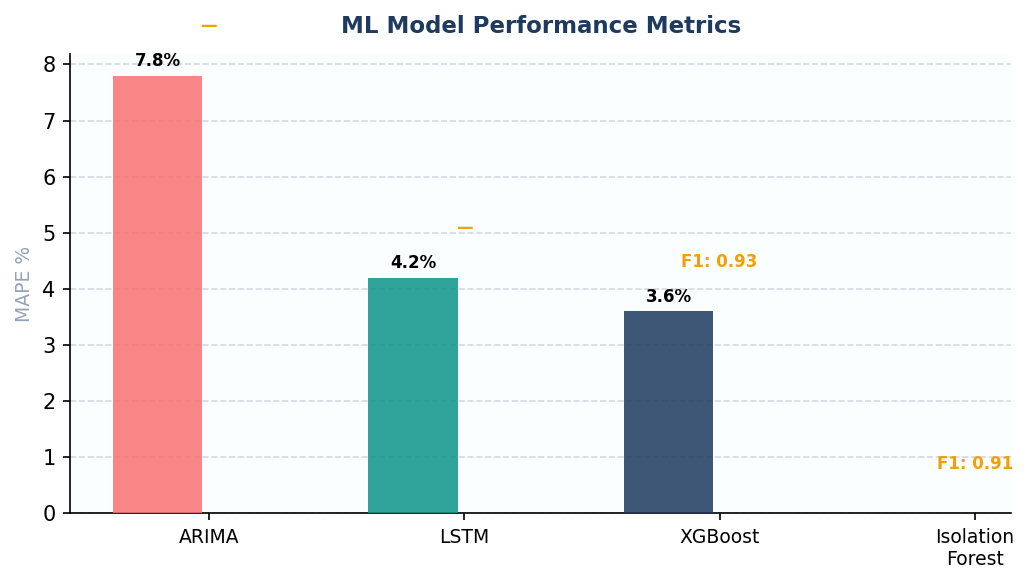 —
ML Model Performance Metrics
8
7.8%
7
6
5
—
4.2%
F1: 0.93
4
3.6%
3
2
1
F1: 0.91
0
MAPE %
ARIMA
LSTM
XGBoost
Isolation
Forest